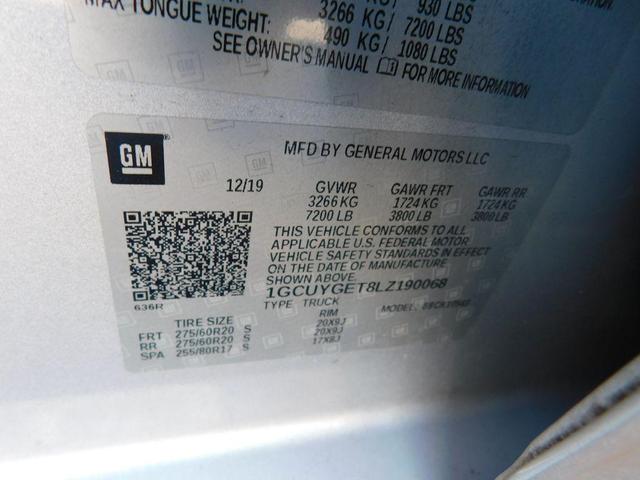 930 LBS
MAX TONGUE WEIGHT: 3266 KG/ 7200 LBS
490 KG/ 1080 LBS
SEE OWNER'S MANUAL FOR MORE INFORMATION
GM
MFD BY GENERAL MOTORS LLC
12/19 GVWR GAWR FRT GAWR RR
3266 KG 1724 KG 1724 KG
7200 LB 3800 LB 3800 LB
THIS VEHICLE CONFORMS TO ALL
APPLICABLE U.S. FEDERAL MOTOR
VEHICLE SAFETY STANDARDS IN EFFECT
ON THE DATE OF MANUFACTURE
SHOWN ABOVE.
1GCUYGET8LZ190068
636R TYPE: TRUCK MODEL:
TIRE SIZE RIM
FRT 275/60R20 S 20X9J
RR 275/60R20 S 20X9J
SPA 255/80R17 S 17X8J